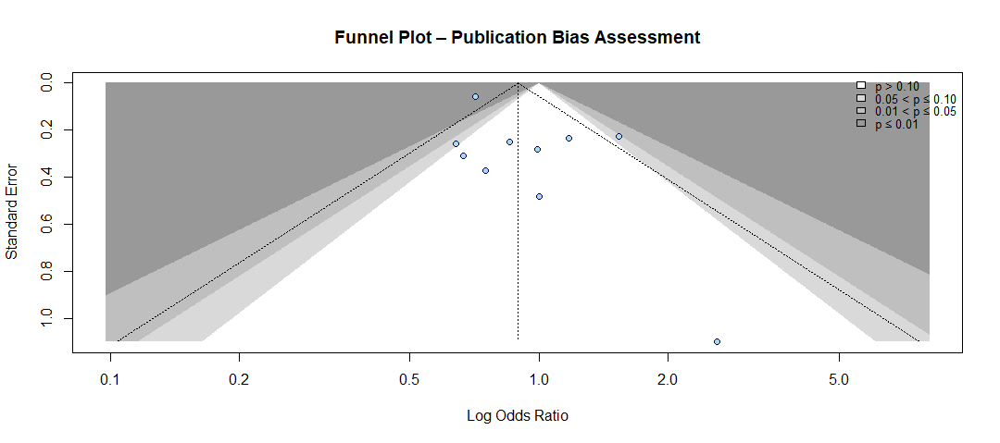 Funnel Plot – Publication Bias Assessment
p > 0.10
0.05 < p ≤ 0.10
0.01 < p ≤ 0.05
p ≤ 0.01
Standard Error
0.0
0.2
0.4
0.6
0.8
1.0
0.1
0.2
0.5
1.0
2.0
5.0
Log Odds Ratio